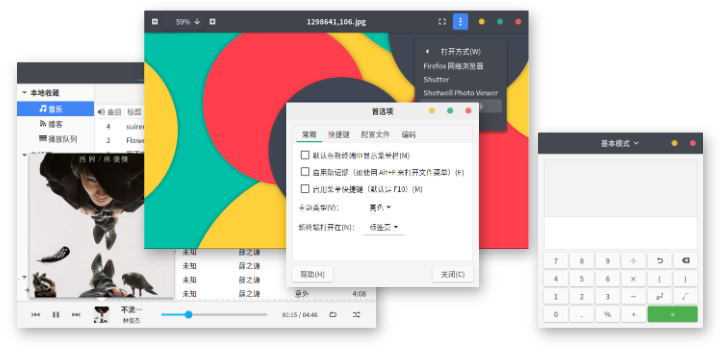 59%
1298641,106.jpg
打开方式(W)
Firefox 网络浏览器
Shutter
Shotwell Photo Viewer
本地收藏
音乐
播客
播放队列
曲目 标题
4 suiren
2 Flowe
西界/林俊傑
未知 薛之谦
未知 薛之谦
未知 薛之谦
未知 薛之谦 意外 4:08
不流…
林俊杰
01:15 / 04:48
首选项
常规 快捷键 配置文件 编码
默认在新终端中显示菜单栏(M)
启用助记键（如使用 Alt+F 来打开文件菜单）(E)
启用菜单快捷键（默认是 F10）(M)
主题类型(V): 亮色
新终端打开在(N): 标签页
帮助(H) 关闭(C)
基本模式
7 8 9 ÷
4 5 6 × ( )
1 2 3 − x² √
0 . % + =